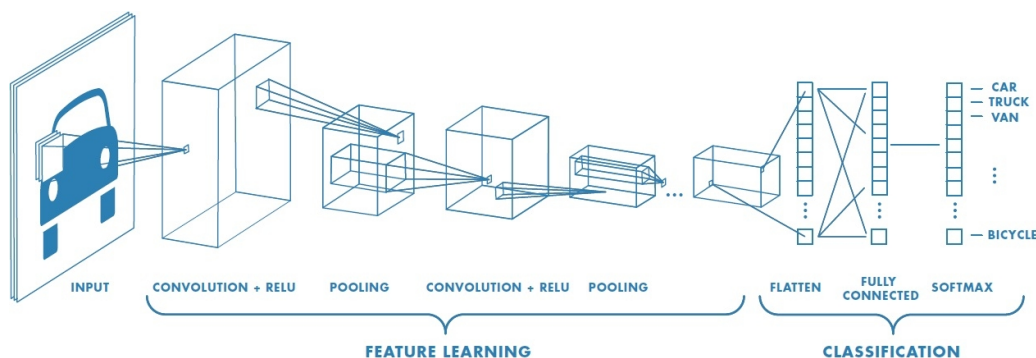 CAR
TRUCK
VAN
BICYCLE
INPUT
CONVOLUTION + RELU
POOLING
CONVOLUTION + RELU
POOLING
FLATTEN
FULLY
CONNECTED
SOFTMAX
FEATURE LEARNING
CLASSIFICATION